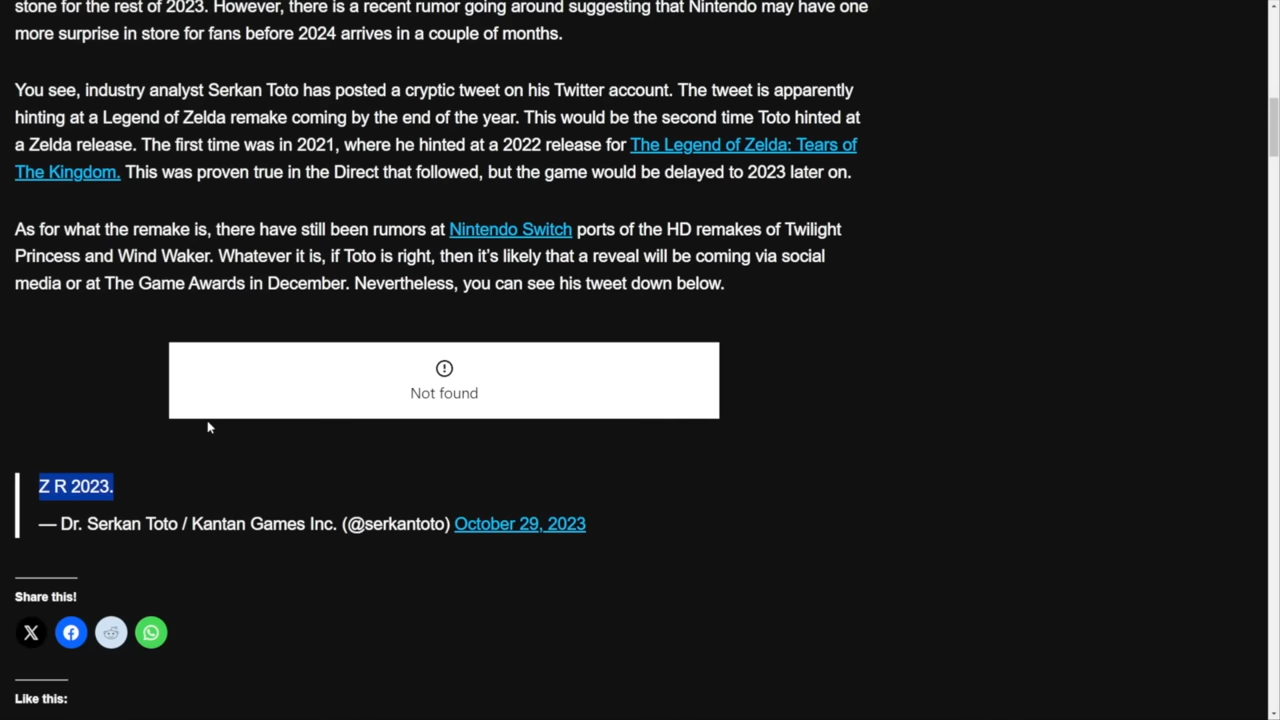 stone for the rest of 2023. However, there is a recent rumor going around suggesting that Nintendo may have one
more surprise in store for fans before 2024 arrives in a couple of months.
You see, industry analyst Serkan Toto has posted a cryptic tweet on his Twitter account. The tweet is apparently
hinting at a Legend of Zelda remake coming by the end of the year. This would be the second time Toto hinted at
a Zelda release. The first time was in 2021, where he hinted at a 2022 release for The Legend of Zelda: Tears of
The Kingdom. This was proven true in the Direct that followed, but the game would be delayed to 2023 later on.
As for what the remake is, there have still been rumors at Nintendo Switch ports of the HD remakes of Twilight
Princess and Wind Waker. Whatever it is, if Toto is right, then it's likely that a reveal will be coming via social
media or at The Game Awards in December. Nevertheless, you can see his tweet down below.
Not found
Z R 2023.
— Dr. Serkan Toto / Kantan Games Inc. (@serkantoto) October 29, 2023
Share this!
Like this: